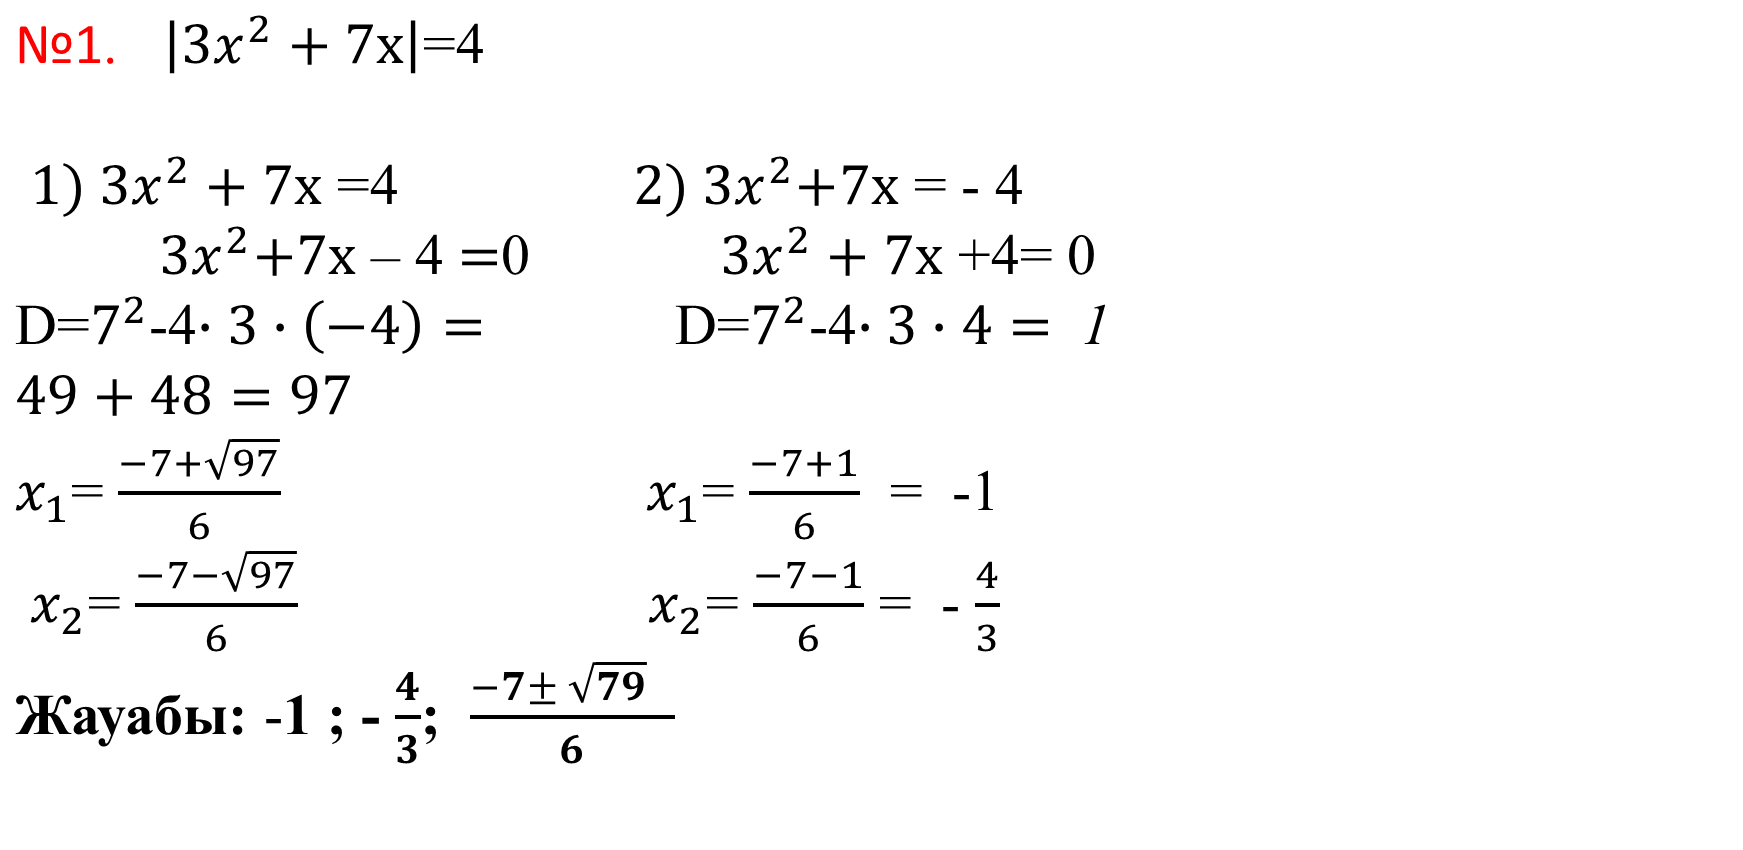 №1. |3x² + 7x|=4
1) 3x² + 7x =4 2) 3x²+7x = - 4
3x²+7x – 4 =0 3x² + 7x +4= 0
D=7²-4· 3 · (−4) = D=7²-4· 3 · 4 = 1
49 + 48 = 97
x₁= (−7+√97)/6 x₁= (−7+1)/6 = -1
x₂= (−7−√97)/6 x₂= (−7−1)/6 = - 4/3
Жауабы: -1 ; - 4/3; (−7± √79)/6